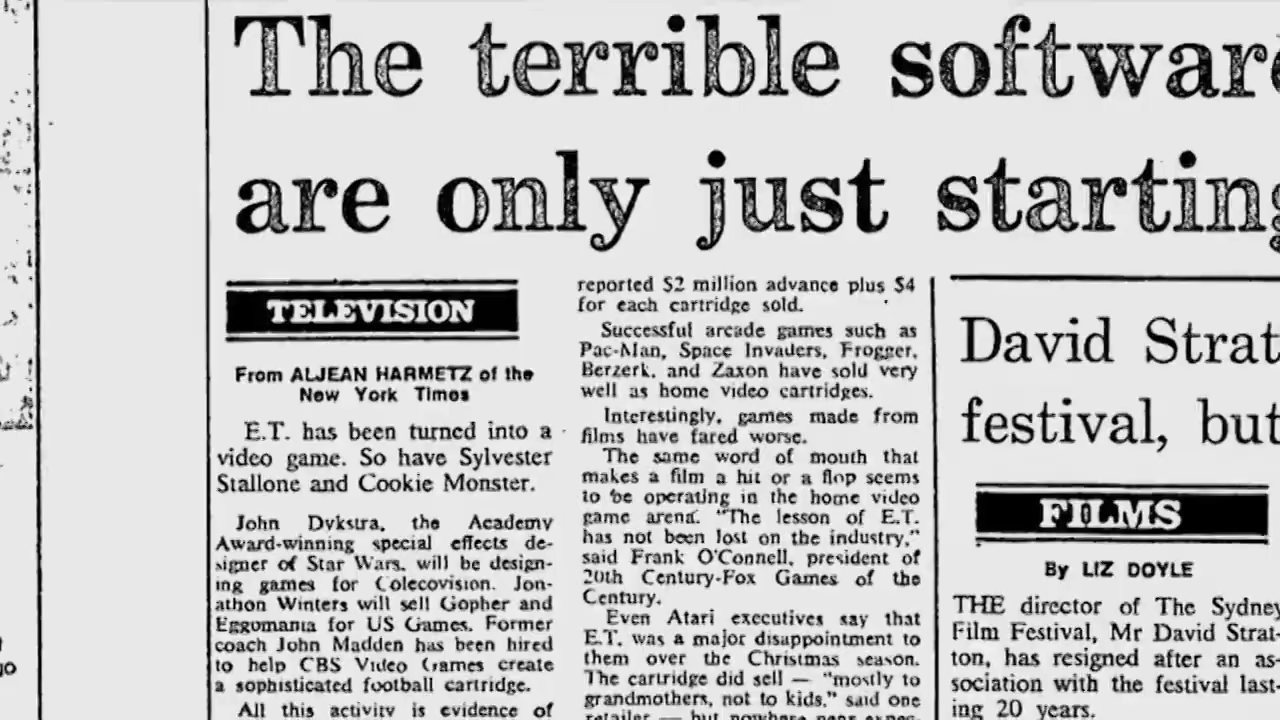 The terrible software
are only just starting
TELEVISION
From ALJEAN HARMETZ of the
New York Times
E.T. has been turned into a
video game. So have Sylvester
Stallone and Cookie Monster.
John Dykstra, the Academy
Award-winning special effects de-
signer of Star Wars, will be design-
ing games for Colecovision. Jon-
athon Winters will sell Gopher and
Eggomania for US Games. Former
coach John Madden has been hired
to help CBS Video Games create
a sophisticated football cartridge.
All this activity is evidence of
reported $2 million advance plus $4
for each cartridge sold.
Successful arcade games such as
Pac-Man, Space Invaders, Frogger,
Berzerk, and Zaxon have sold very
well as home video cartridges.
Interestingly, games made from
films have fared worse.
The same word of mouth that
makes a film a hit or a flop seems
to be operating in the home video
game arena. "The lesson of E.T.
has not been lost on the industry,"
said Frank O'Connell, president of
20th Century-Fox Games of the
Century.
Even Atari executives say that
E.T. was a major disappointment to
them over the Christmas season.
The cartridge did sell — "mostly to
grandmothers, not to kids," said one
retailer — but nowhere near expec-
David Strat
festival, but
FILMS
By LIZ DOYLE
THE director of The Sydney
Film Festival, Mr David Strat-
ton, has resigned after an as-
sociation with the festival last-
ing 20 years.